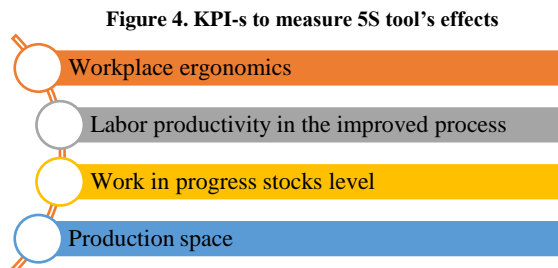 Figure 4. KPI-s to measure 5S tool’s effects
Workplace ergonomics
Labor productivity in the improved process
Work in progress stocks level
Production space